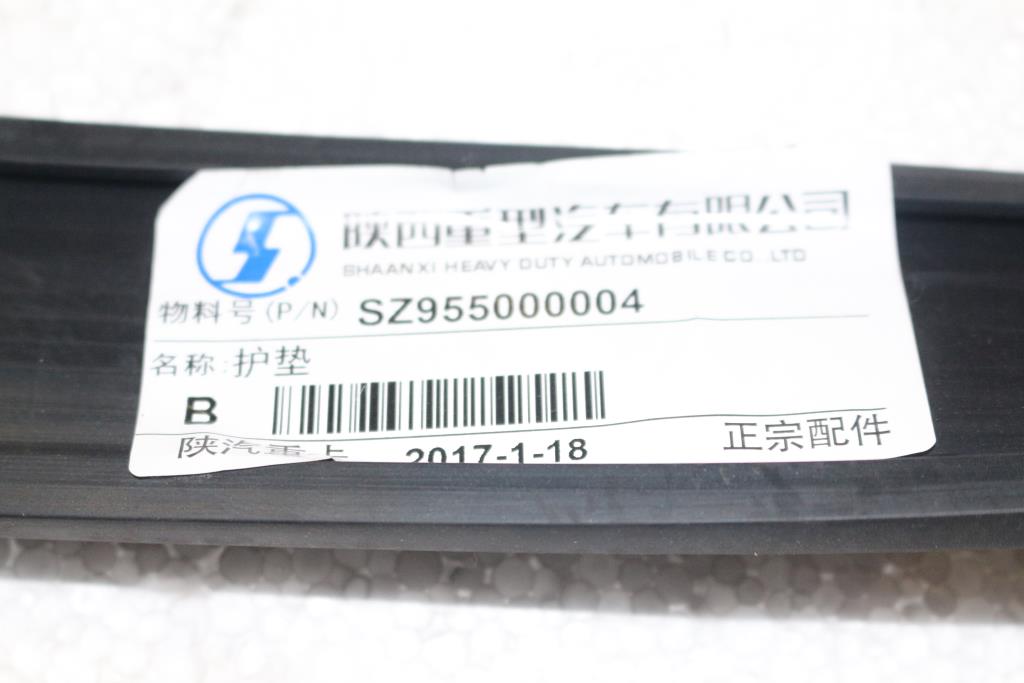 陕西重型汽车有限公司
SHAANXI HEAVY DUTY AUTOMOBILE CO.,LTD
物料号(P/N) SZ955000004
名称:护垫
B
陕汽重卡 2017-1-18 正宗配件